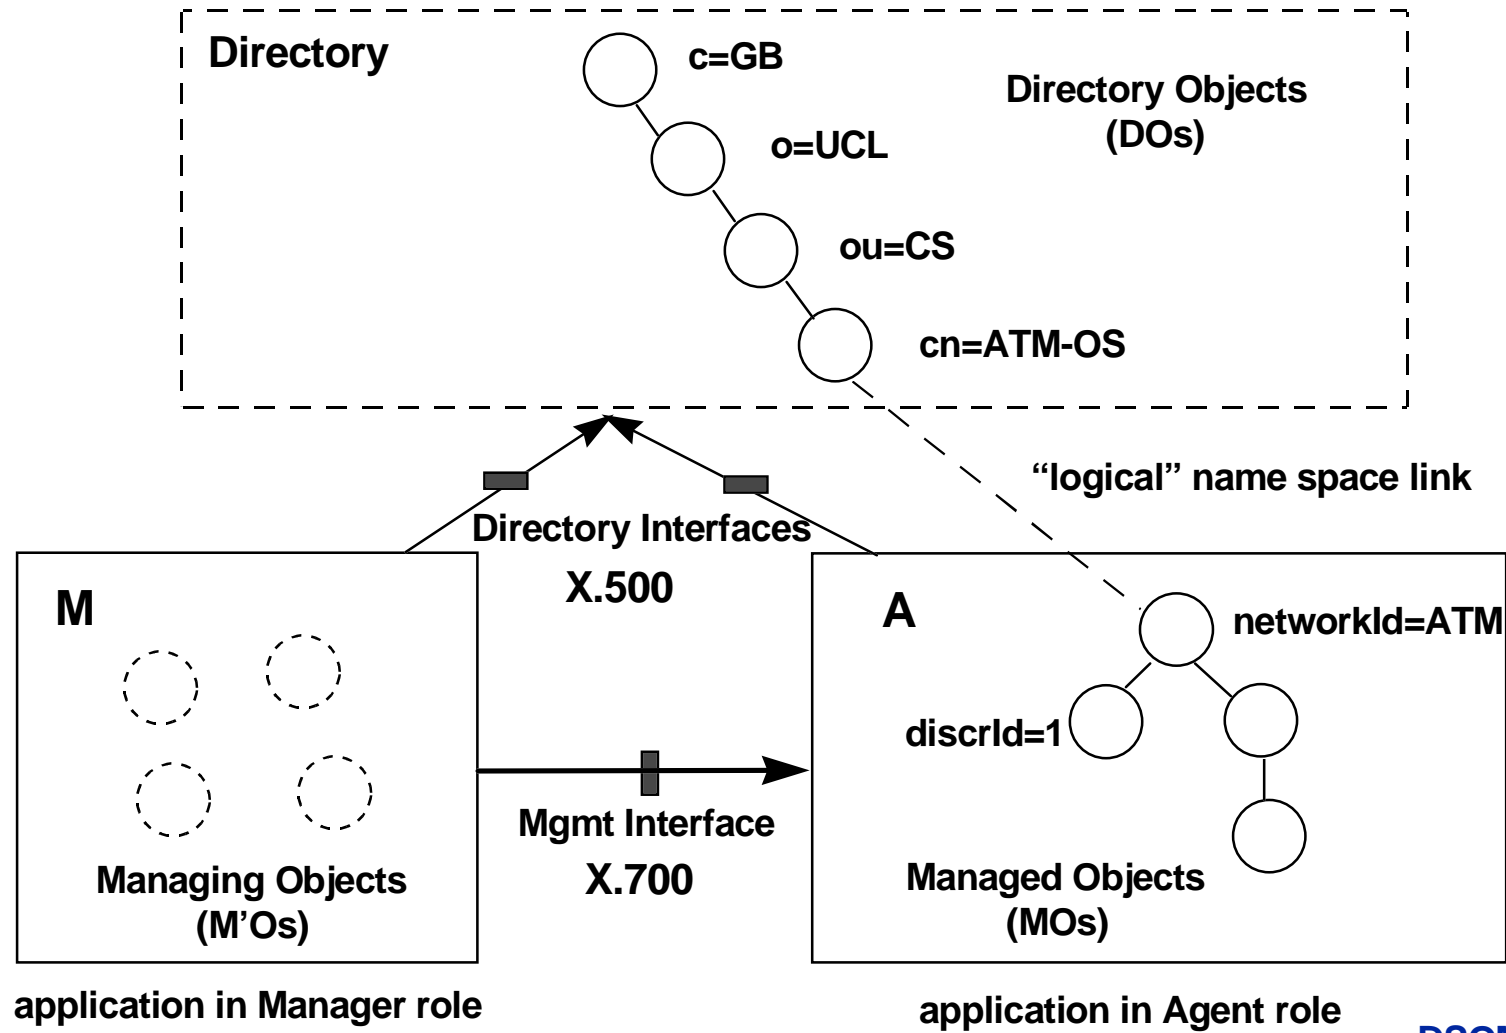 Directory
c=GB
Directory Objects
(DOs)
o=UCL
ou=CS
cn=ATM-OS
“logical” name space link
Directory Interfaces
X.500
M
A
networkId=ATM
discrId=1
Mgmt Interface
X.700
Managing Objects
(M’Os)
Managed Objects
(MOs)
application in Manager role
application in Agent role